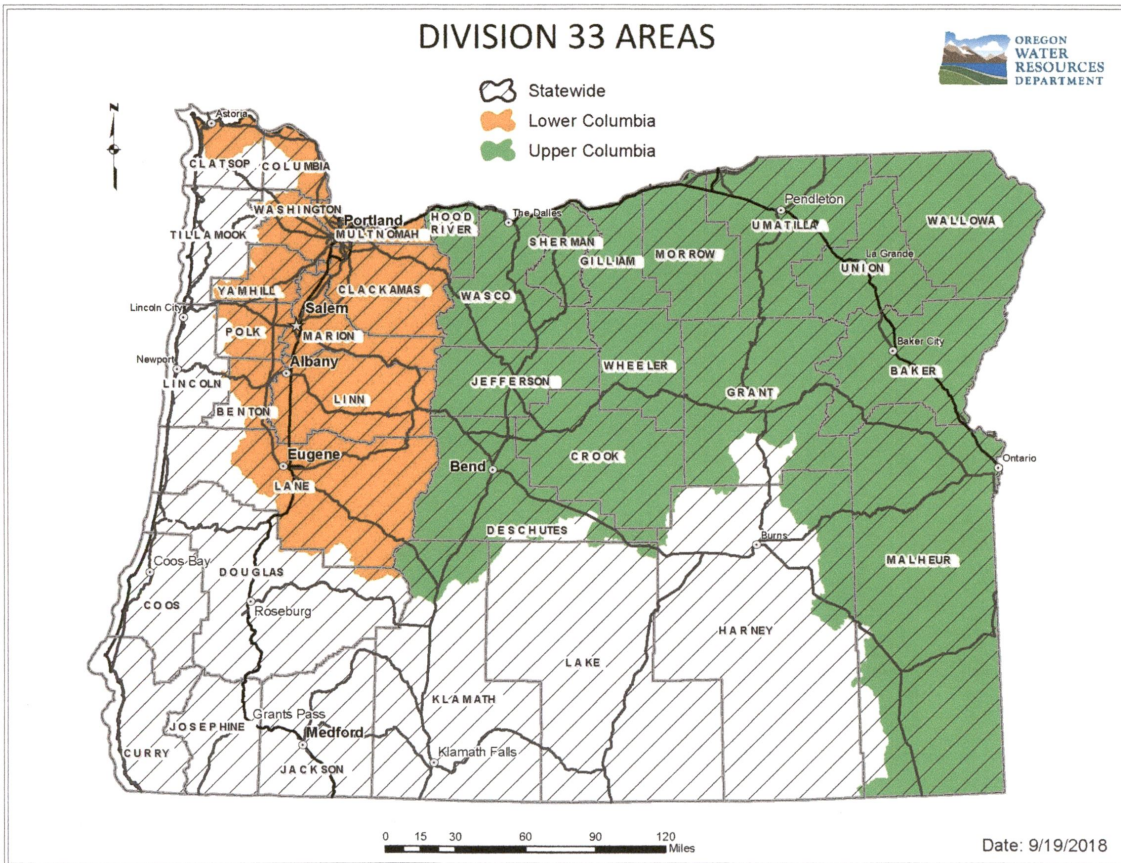 DIVISION 33 AREAS
OREGON
WATER
RESOURCES
DEPARTMENT
Statewide
Lower Columbia
Upper Columbia
N
Astoria
CLATSOP
COLUMBIA
WASHINGTON
Portland
MULTNOMAH
HOOD
RIVER
The Dalles
SHERMAN
GILLIAM
MORROW
Pendleton
UMATILLA
WALLOWA
TILLAMOOK
La Grande
UNION
YAMHILL
CLACKAMAS
WASCO
Lincoln City
Salem
POLK
MARION
Newport
Albany
LINCOLN
JEFFERSON
WHEELER
Baker City
BAKER
GRANT
BENTON
LINN
Eugene
LANE
Bend
CROOK
Ontario
DESCHUTES
Burns
MALHEUR
Coos Bay
DOUGLAS
COOS
Roseburg
HARNEY
LAKE
KLAMATH
Grants Pass
JOSEPHINE
Medford
CURRY
JACKSON
Klamath Falls
0 15 30 60 90 120
Miles
Date: 9/19/2018